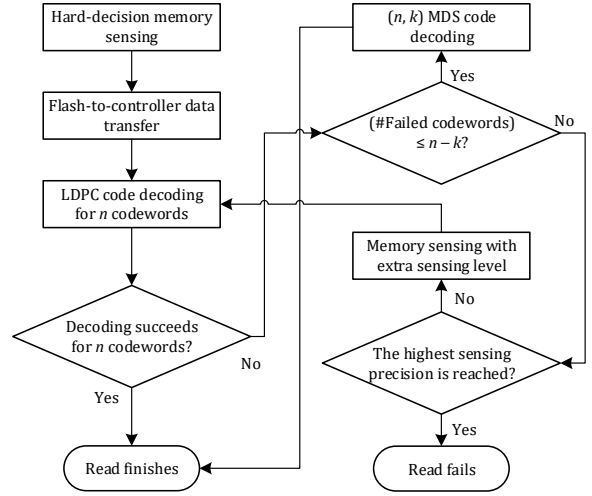 Hard-decision memory
sensing
Flash-to-controller data
transfer
LDPC code decoding
for n codewords
Decoding succeeds
for n codewords?
No
Yes
Read finishes
(n, k) MDS code
decoding
Yes
(#Failed codewords)
≤ n – k?
No
Memory sensing with
extra sensing level
No
The highest sensing
precision is reached?
Yes
Read fails